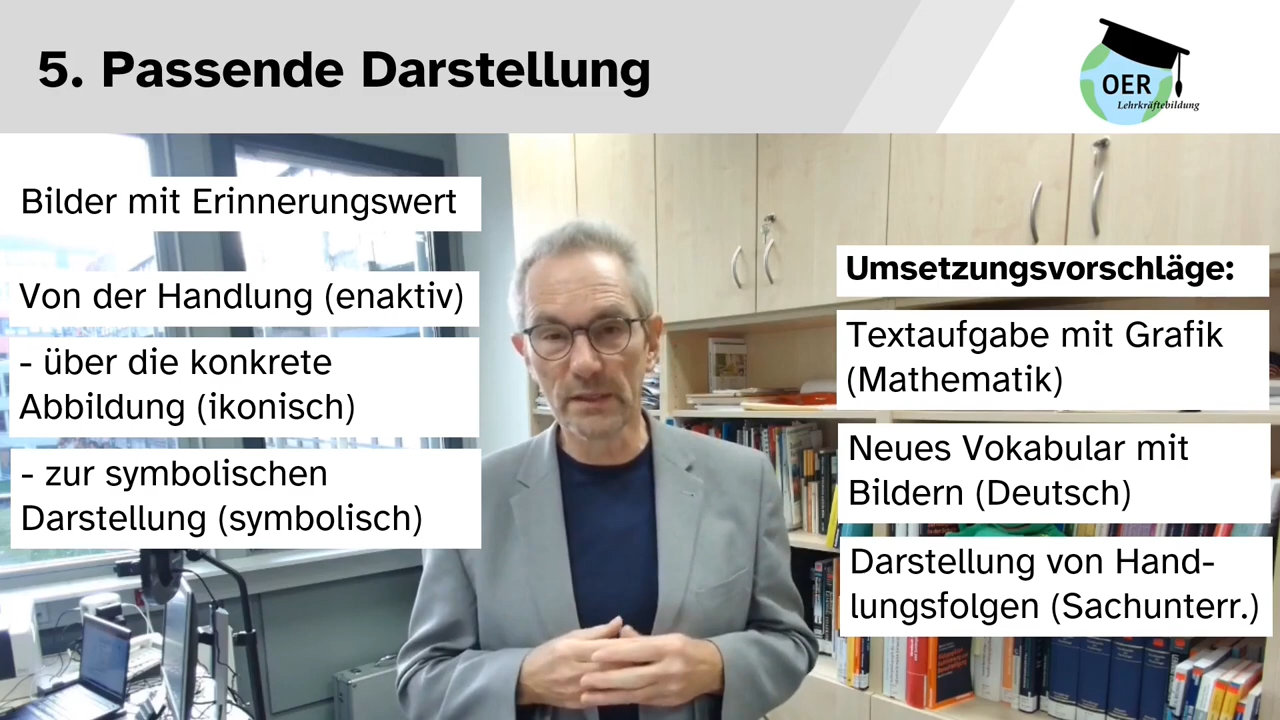 5. Passende Darstellung
OER
Lehrkräftebildung
Bilder mit Erinnerungswert
Von der Handlung (enaktiv)
- über die konkrete
Abbildung (ikonisch)
- zur symbolischen
Darstellung (symbolisch)
Umsetzungsvorschläge:
Textaufgabe mit Grafik
(Mathematik)
Neues Vokabular mit
Bildern (Deutsch)
Darstellung von Hand-
lungsfolgen (Sachunterr.)